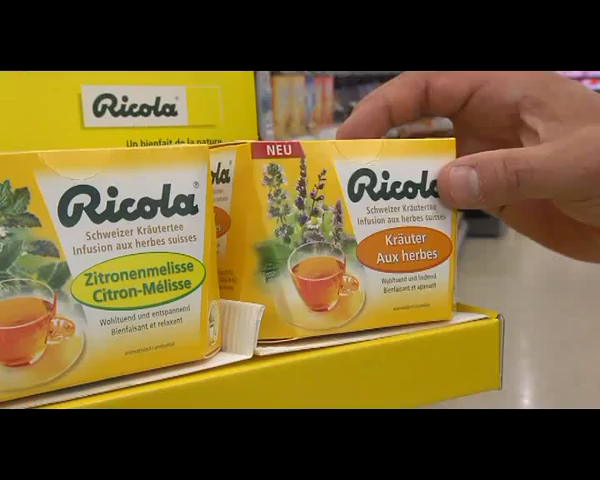 Ricola
Un bienfait de la nature
Ricola®
Schweizer Kräutertee
Infusion aux herbes suisses
Zitronenmelisse
Citron-Mélisse
Wohltuend und entspannend
Bienfaisant et relaxant
NEU
Ricola
Schweizer Kräutertee
Infusion aux herbes suisses
Kräuter
Aux herbes
Wohltuend und lindernd
Bienfaisant et apaisant